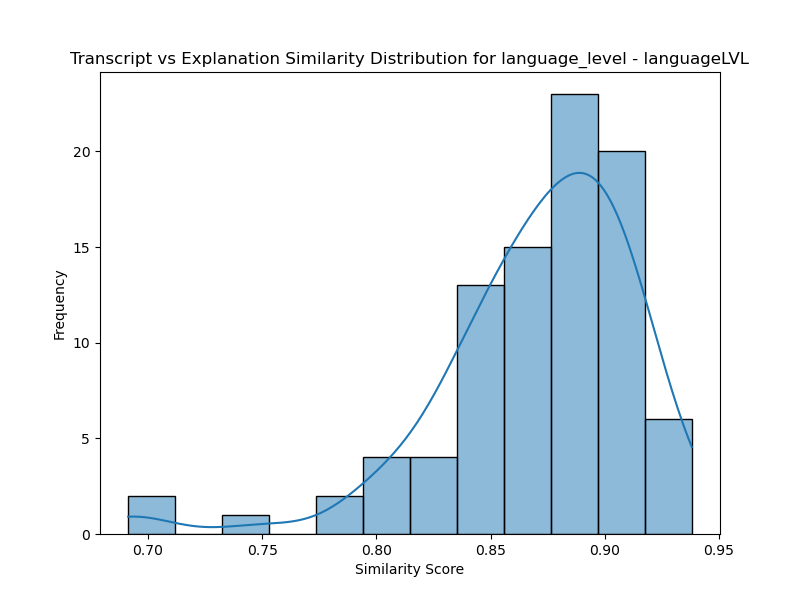 Transcript vs Explanation Similarity Distribution for language_level - languageLVL
20
15
10
5
0
Frequency
0.70 0.75 0.80 0.85 0.90 0.95
Similarity Score